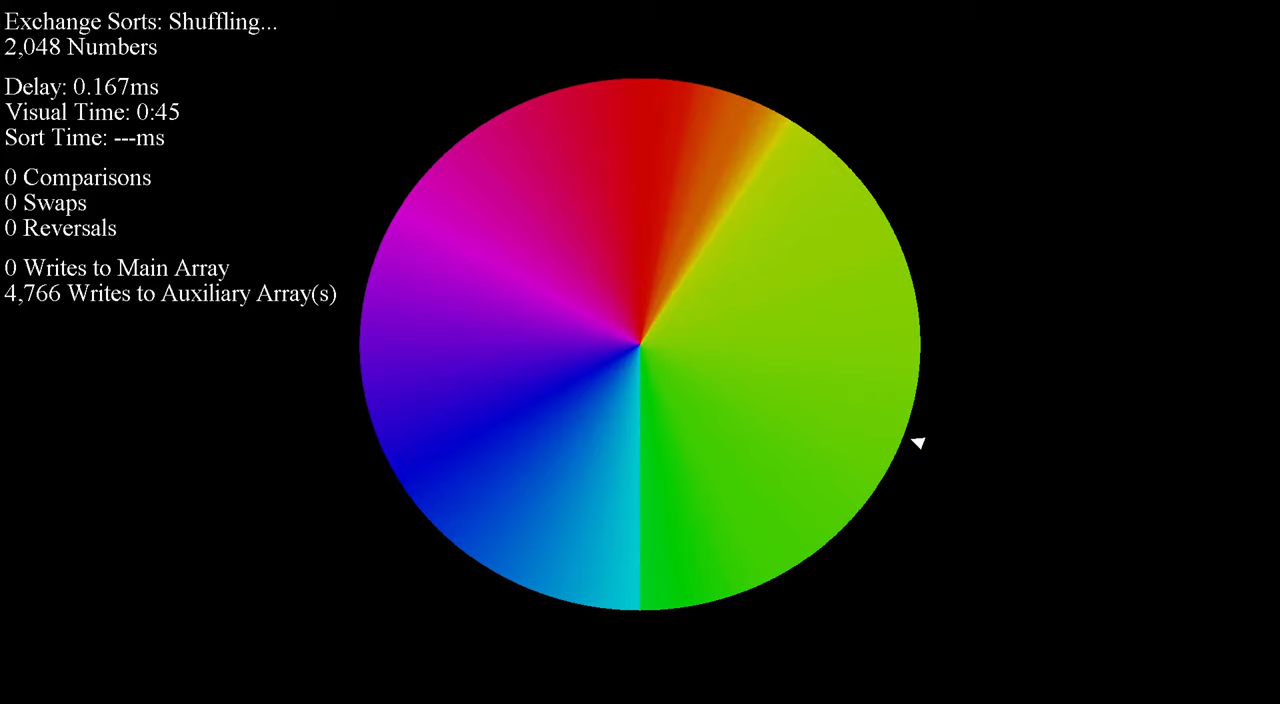 Exchange Sorts: Shuffling...
2,048 Numbers
Delay: 0.167ms
Visual Time: 0:45
Sort Time: ---ms
0 Comparisons
0 Swaps
0 Reversals
0 Writes to Main Array
4,766 Writes to Auxiliary Array(s)